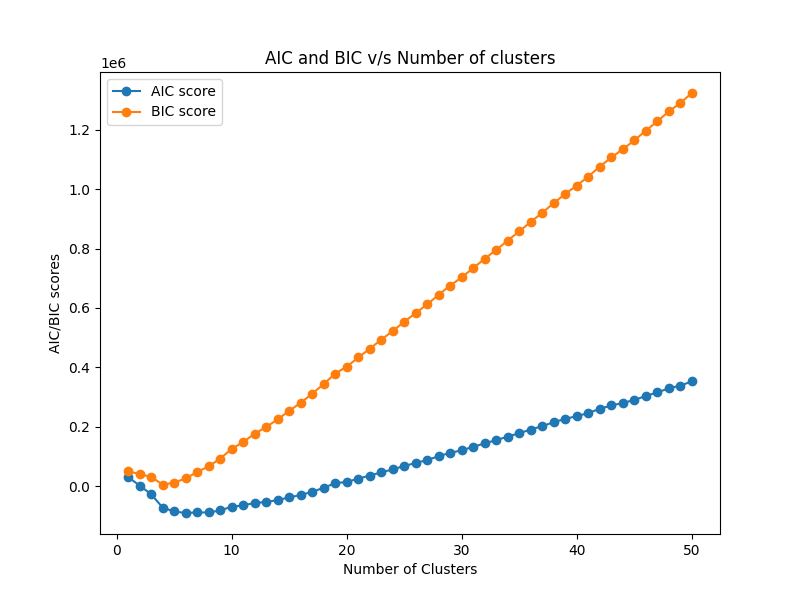 AIC and BIC v/s Number of clusters
1e6
AIC score
BIC score
1.2
1.0
0.8
0.6
0.4
0.2
0.0
AIC/BIC scores
0 10 20 30 40 50
Number of Clusters